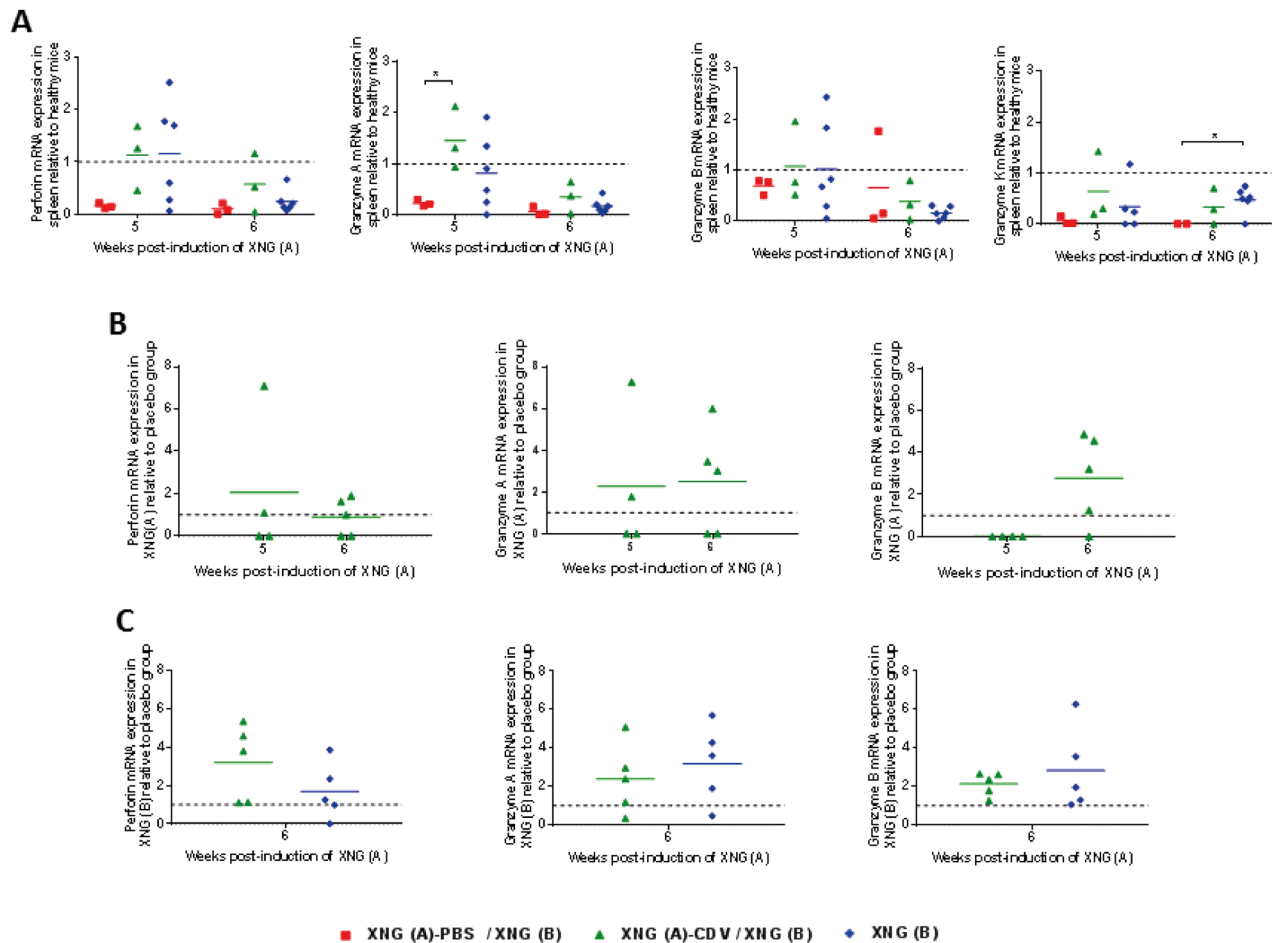 A
Perforin mRNA expression in
spleen relative to healthy mice
3
2
1
0
5
6
Weeks post-induction of XNG (A)
Granzyme A mRNA expression in
spleen relative to healthy mice
3
2
1
0
*
5
6
Weeks post-induction of XNG (A)
Granzyme B mRNA expression in
spleen relative to healthy mice
3
2
1
0
5
6
Weeks post-induction of XNG (A)
Granzyme K mRNA expression in
spleen relative to healthy mice
3
2
1
0
*
5
6
Weeks post-induction of XNG (A)
B
Perforin mRNA expression in
XNG(A) relative to placebo group
8
6
4
2
0
5
6
Weeks post-induction of XNG (A)
Granzyme A mRNA expression in
XNG (A) relative to placebo group
8
6
4
2
0
5
6
Weeks post-induction of XNG (A)
Granzyme B mRNA expression in
XNG (A) relative to placebo group
8
6
4
2
0
5
6
Weeks post-induction of XNG (A)
C
Perforin mRNA expression in
XNG (B) relative to placebo group
8
6
4
2
0
6
Weeks post-induction of XNG (A)
Granzyme A mRNA expression in
XNG (B) relative to placebo group
8
6
4
2
0
6
Weeks post-induction of XNG (A)
Granzyme B mRNA expression in
XNG (B) relative to placebo group
8
6
4
2
0
6
Weeks post-induction of XNG (A)
XNG (A)-PBS / XNG (B)
XNG (A)-CDV / XNG (B)
XNG (B)